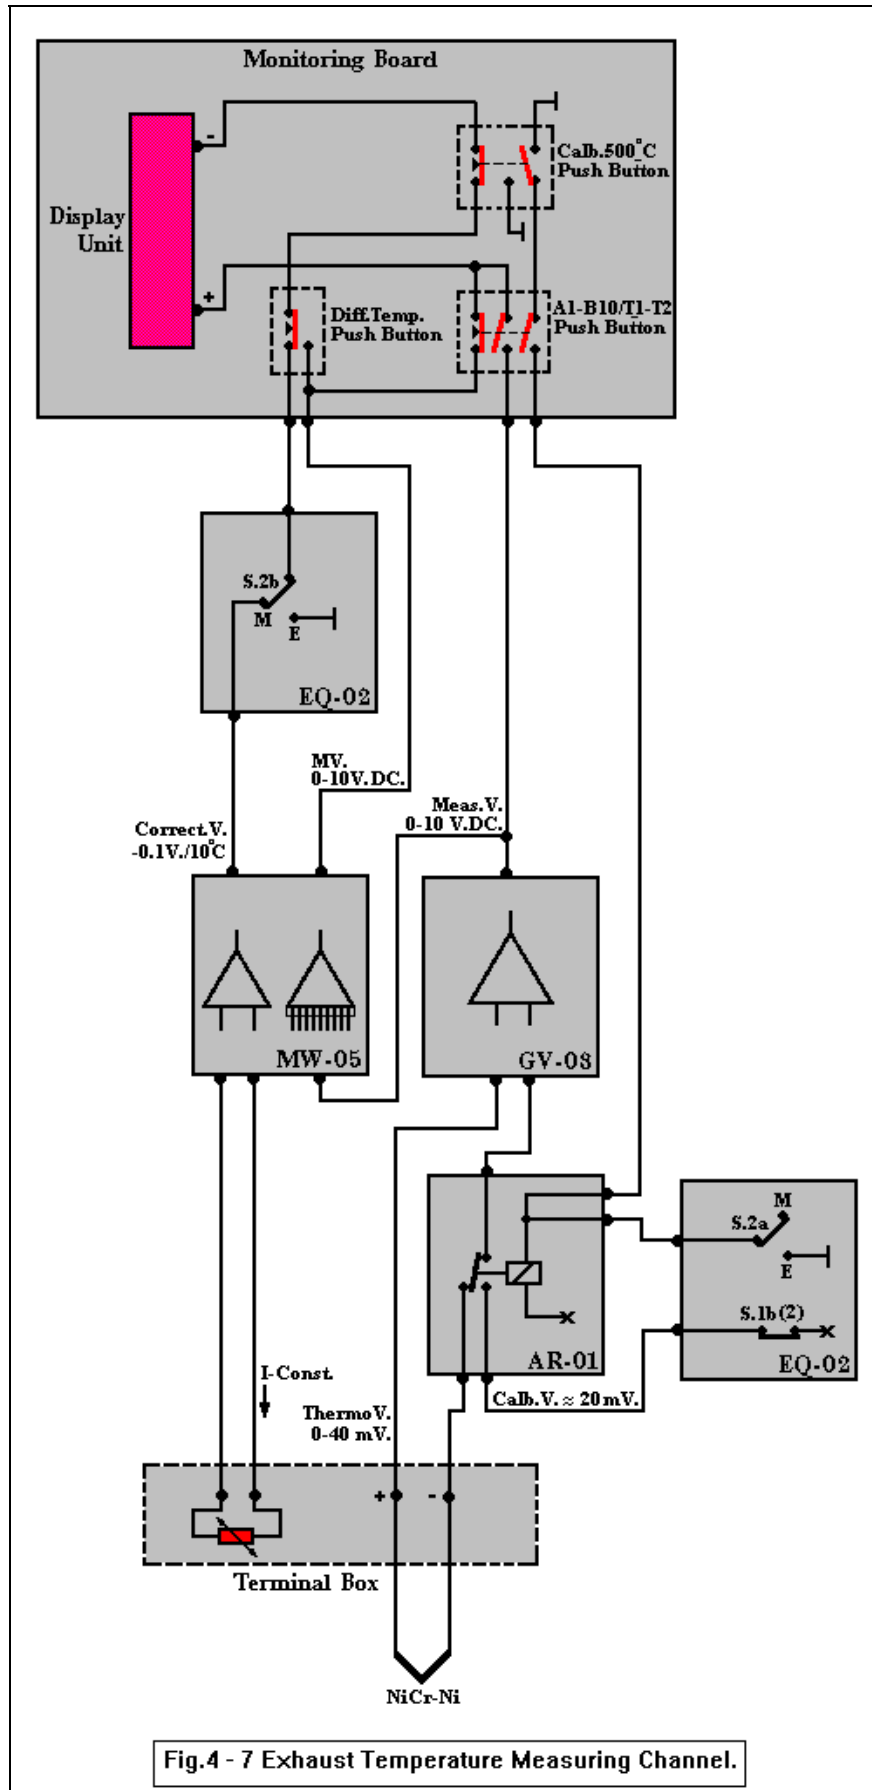 Monitoring Board
-
Calb.500°C
Push Button
Display
Unit
+
Diff.Temp.
Push Button
A1-B10/T1-T2
Push Button
S.2b
M
E
EQ-02
MV.
0-10V.DC.
Meas.V.
0-10 V.DC.
Correct.V.
-0.1V./10°C
MW-05
GV-08
M
S.2a
E
S.1b(2)
AR-01
EQ-02
I-Const.
Calb.V. ≈ 20mV.
ThermoV.
0-40 mV.
+ -
Terminal Box
NiCr-Ni
Fig.4 - 7 Exhaust Temperature Measuring Channel.